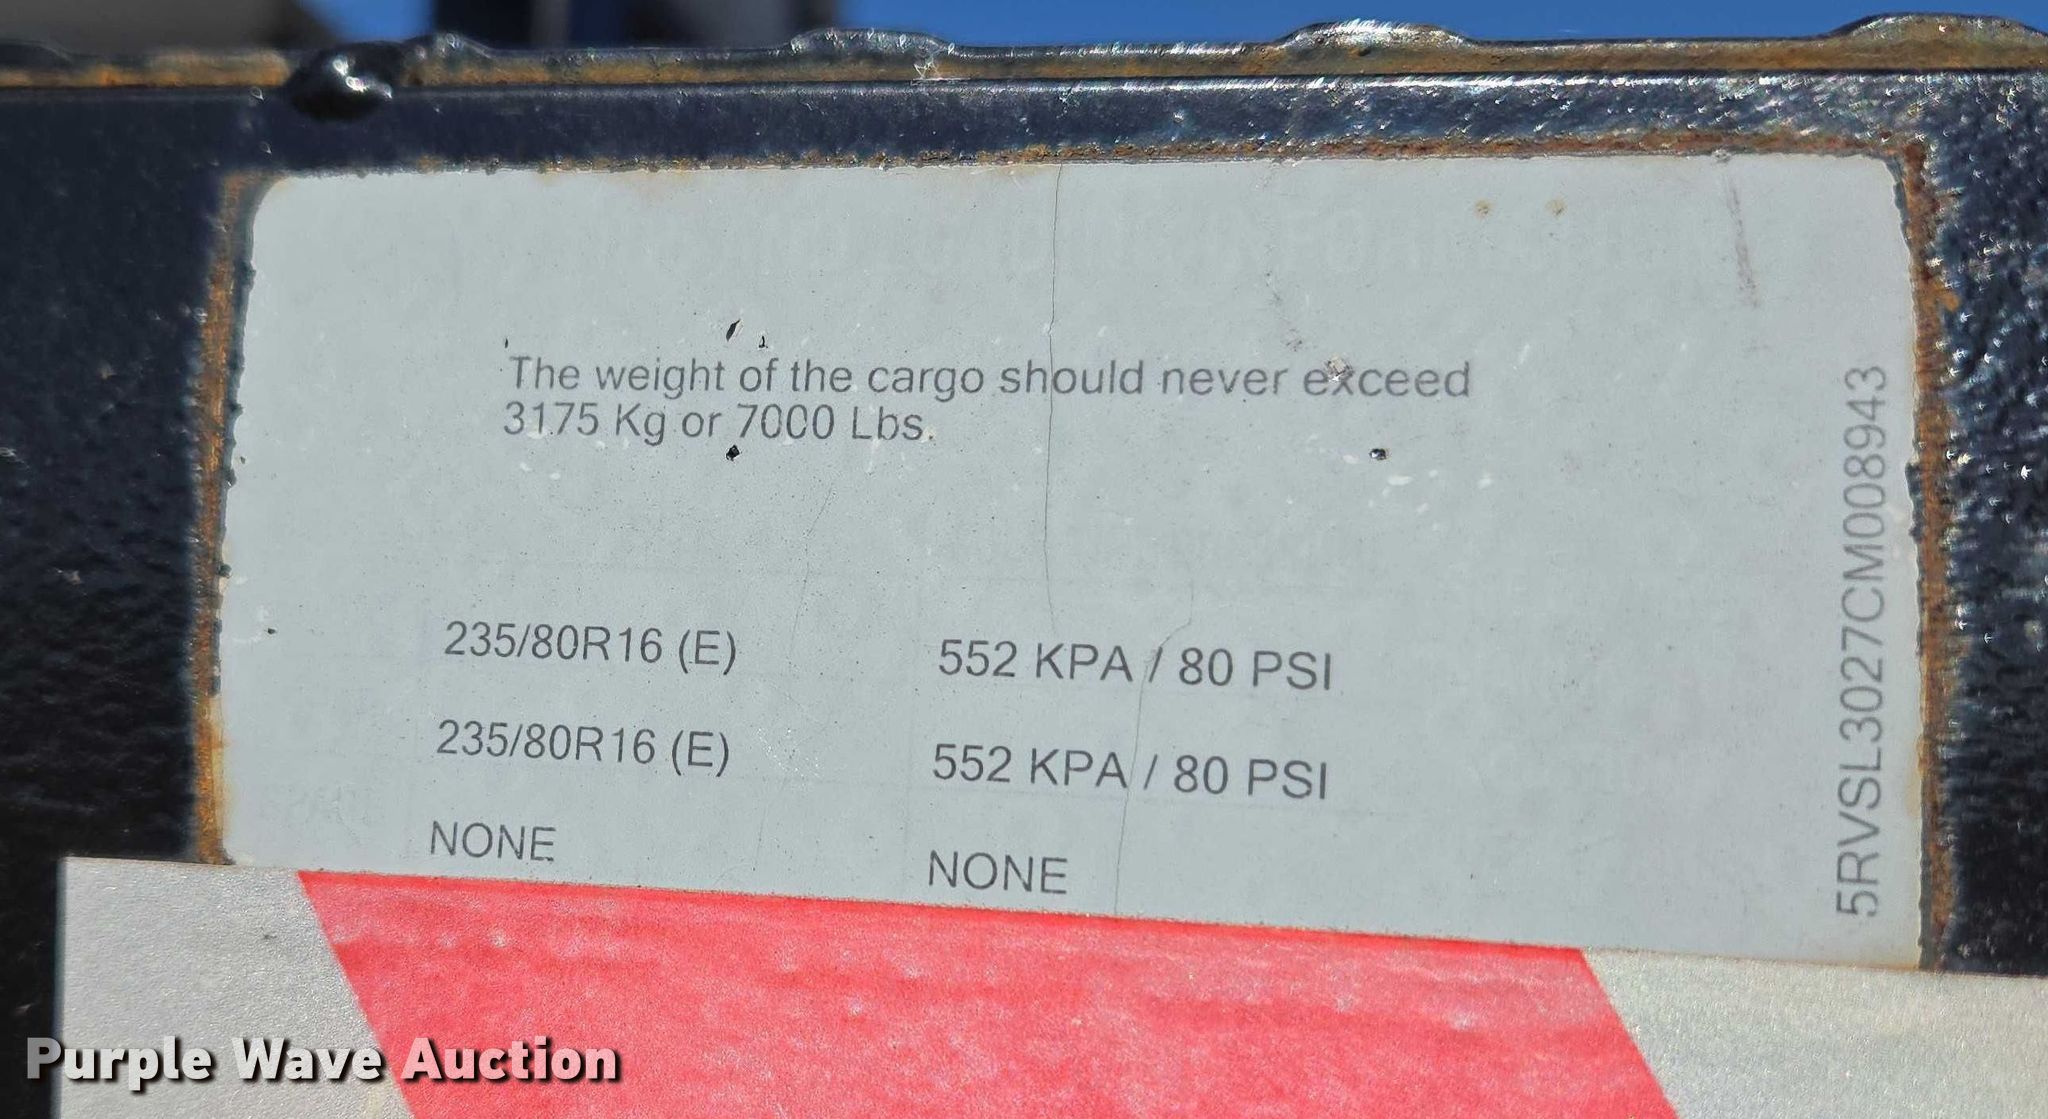 The weight of the cargo should never exceed
3175 Kg or 7000 Lbs.
235/80R16 (E) 552 KPA / 80 PSI
235/80R16 (E) 552 KPA / 80 PSI
NONE NONE
5RVSL3027CM008943
Purple Wave Auction